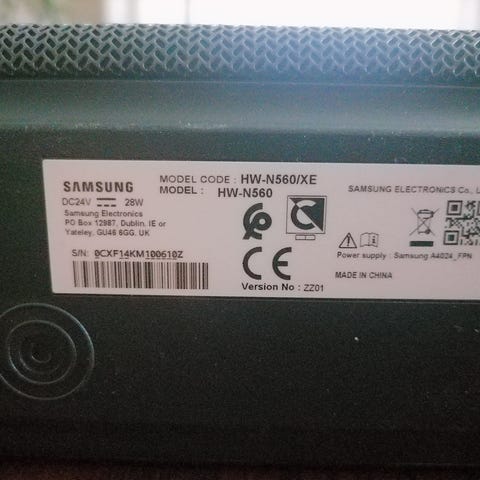 SAMSUNG
DC24V 28W
Samsung Electronics
PO Box 12987, Dublin. IE or
Yateley, GU46 6GG. UK
S/N: 0CXF14KM100610Z
MODEL CODE : HW-N560/XE
MODEL : HW-N560
Version No : ZZ01
SAMSUNG ELECTRONICS Co., L
Power supply : Samsung A4024_FPN
MADE IN CHINA